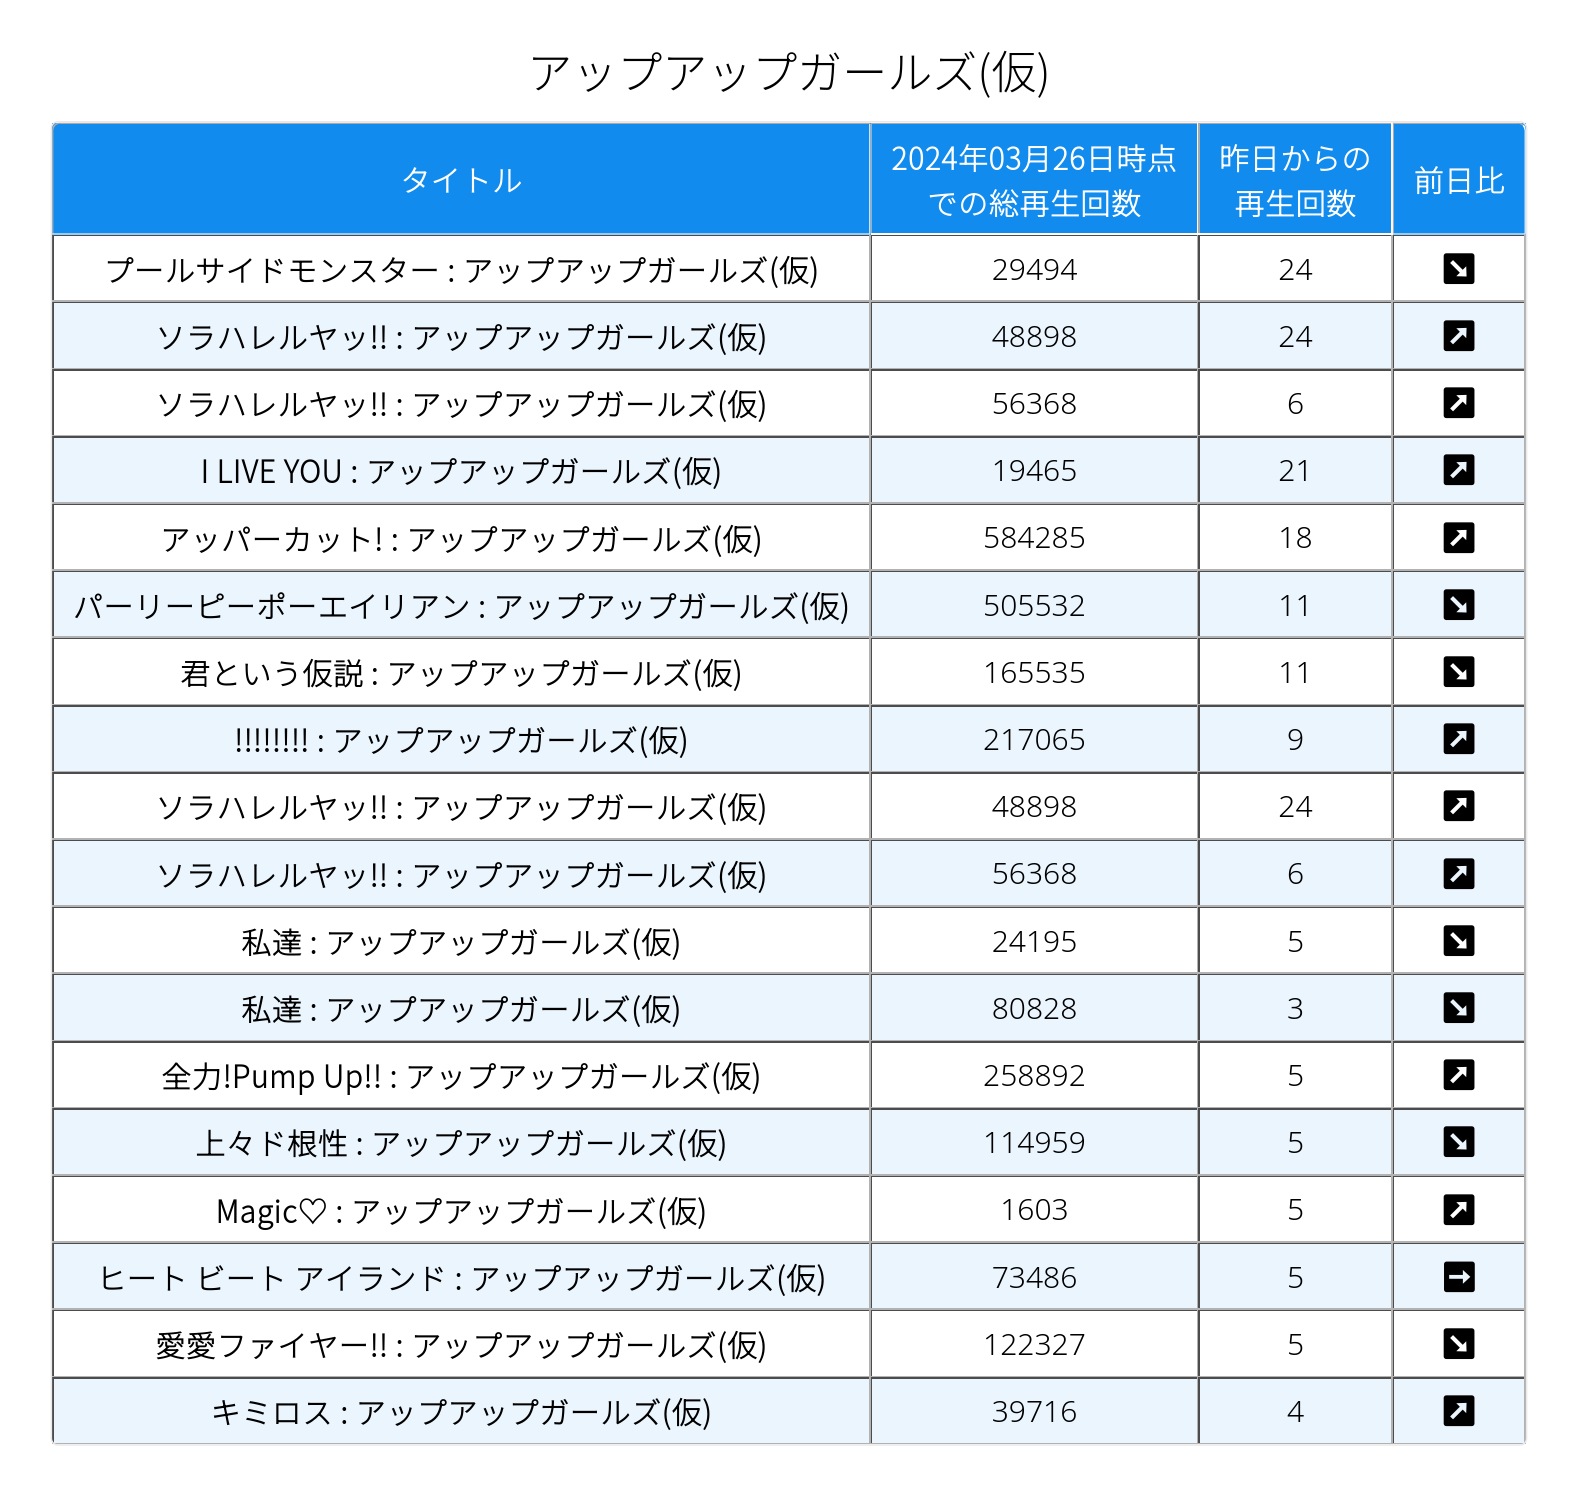 アップアップガールズ(仮)
タイトル 2024年03月26日時点での総再生回数 昨日からの再生回数 前日比
プールサイドモンスター : アップアップガールズ(仮) 29494 24 ↘
ソラハレルヤッ!! : アップアップガールズ(仮) 48898 24 ↗
ソラハレルヤッ!! : アップアップガールズ(仮) 56368 6 ↗
I LIVE YOU : アップアップガールズ(仮) 19465 21 ↗
アッパーカット! : アップアップガールズ(仮) 584285 18 ↗
パーリーピーポーエイリアン : アップアップガールズ(仮) 505532 11 ↘
君という仮説 : アップアップガールズ(仮) 165535 11 ↘
!!!!!!!! : アップアップガールズ(仮) 217065 9 ↗
ソラハレルヤッ!! : アップアップガールズ(仮) 48898 24 ↗
ソラハレルヤッ!! : アップアップガールズ(仮) 56368 6 ↗
私達 : アップアップガールズ(仮) 24195 5 ↘
私達 : アップアップガールズ(仮) 80828 3 ↘
全力!Pump Up!! : アップアップガールズ(仮) 258892 5 ↗
上々ド根性 : アップアップガールズ(仮) 114959 5 ↘
Magic♡ : アップアップガールズ(仮) 1603 5 ↗
ヒート ビート アイランド : アップアップガールズ(仮) 73486 5 →
愛愛ファイヤー!! : アップアップガールズ(仮) 122327 5 ↘
キミロス : アップアップガールズ(仮) 39716 4 ↗